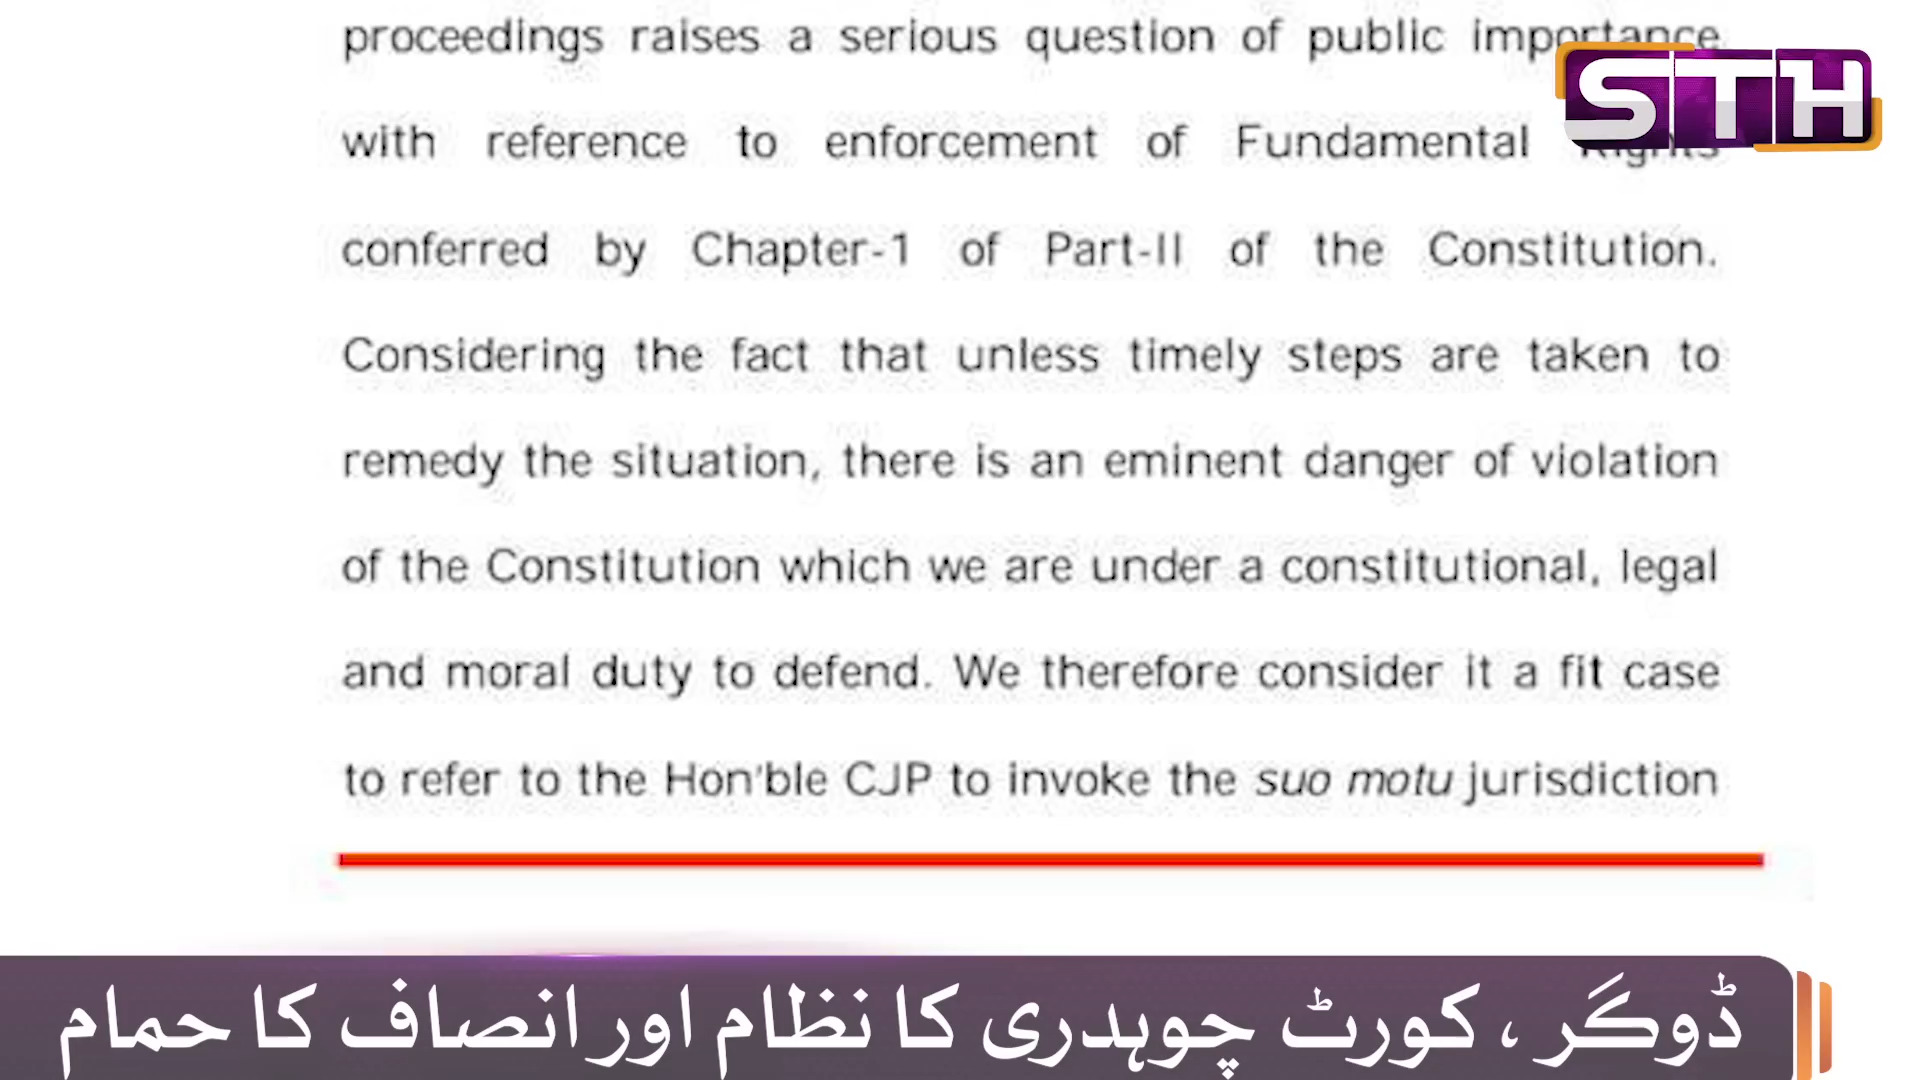 proceedings raises a serious question of public importance
STH
with reference to enforcement of Fundamental Rights
conferred by Chapter-1 of Part-II of the Constitution.
Considering the fact that unless timely steps are taken to
remedy the situation, there is an eminent danger of violation
of the Constitution which we are under a constitutional, legal
and moral duty to defend. We therefore consider it a fit case
to refer to the Hon'ble CJP to invoke the suo motu jurisdiction
ڈوگَر ، کورٹ چوہدری کا نظام اور انصاف کا حمام